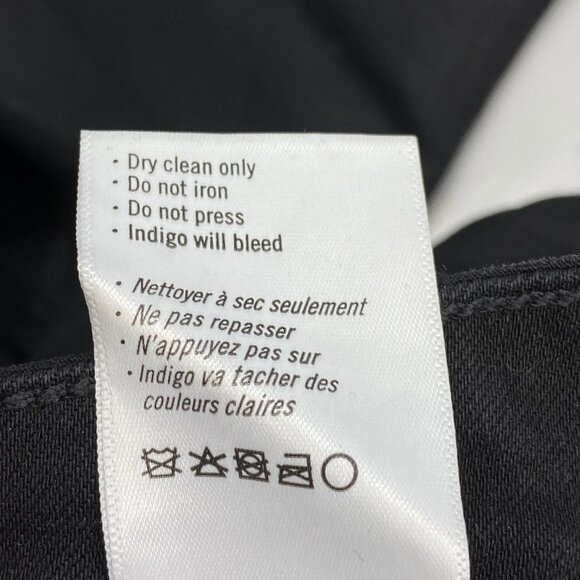 · Dry clean only
· Do not iron
· Do not press
· Indigo will bleed
· Nettoyer à sec seulement
· Ne pas repasser
· N'appuyez pas sur
· Indigo va tacher des
couleurs claires